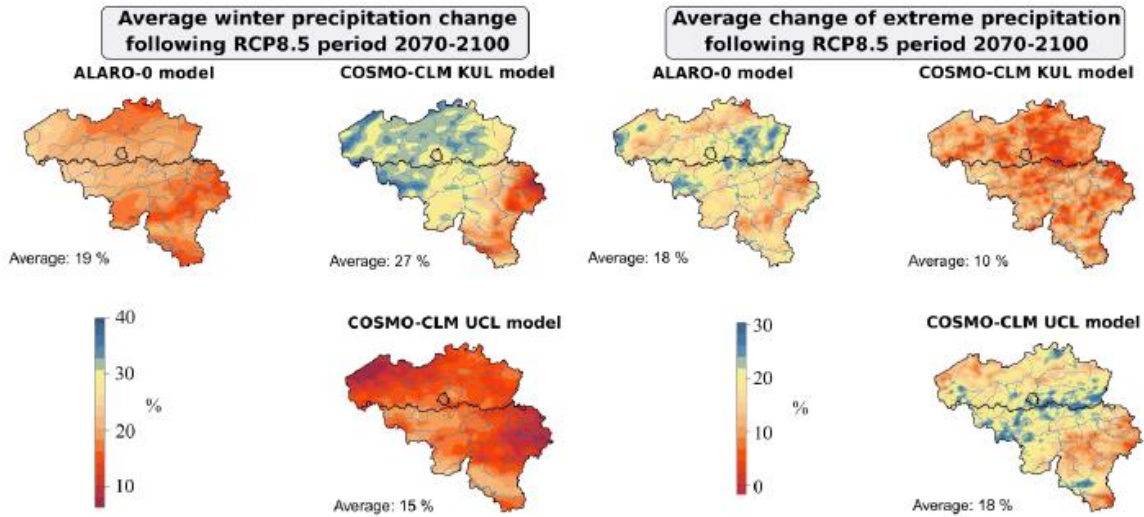 Average winter precipitation change
following RCP8.5 period 2070-2100
ALARO-0 model
COSMO-CLM KUL model
Average: 19 %
Average: 27 %
40
30
%
20
10
COSMO-CLM UCL model
Average: 15 %
Average change of extreme precipitation
following RCP8.5 period 2070-2100
ALARO-0 model
COSMO-CLM KUL model
Average: 18 %
Average: 10 %
30
20
%
10
0
COSMO-CLM UCL model
Average: 18 %